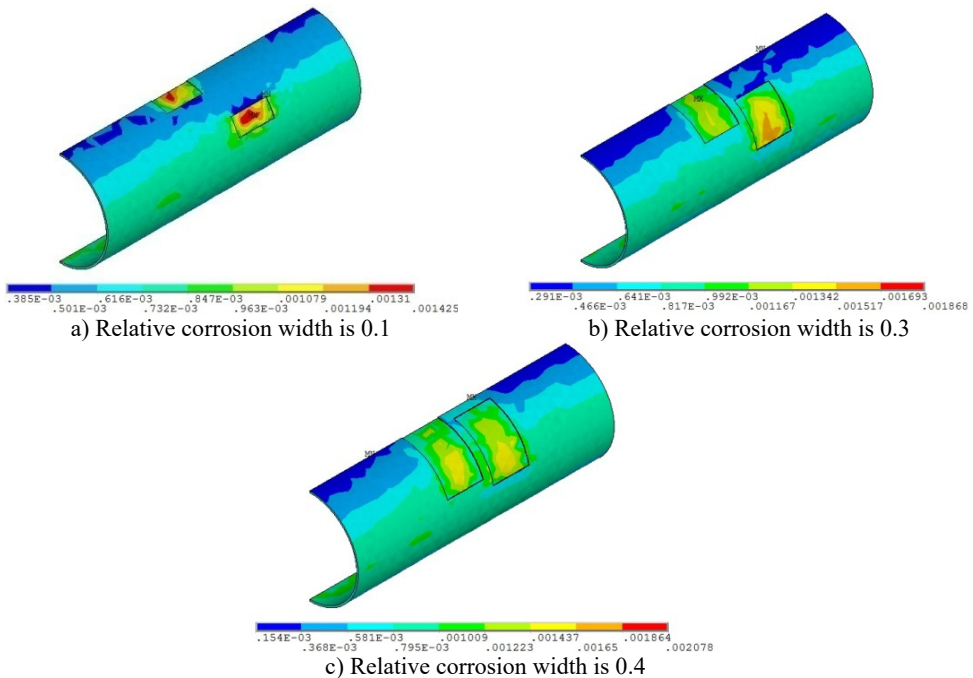 MX
.385E-03 .616E-03 .847E-03 .001079 .00131
.501E-03 .732E-03 .963E-03 .001194 .001425
a) Relative corrosion width is 0.1
MX
.291E-03 .641E-03 .992E-03 .001342 .001693
.466E-03 .817E-03 .001167 .001517 .001868
b) Relative corrosion width is 0.3
.154E-03 .581E-03 .001009 .001437 .001864
.368E-03 .795E-03 .001223 .00165 .002078
c) Relative corrosion width is 0.4